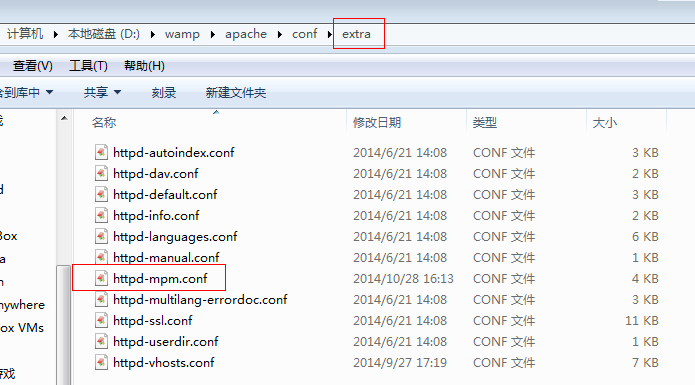 计算机 ▸ 本地磁盘 (D:) ▸ wamp ▸ apache ▸ conf ▸ extra
查看(V) 工具(T) 帮助(H)
含到库中 共享 刻录 新建文件夹
名称 修改日期 类型 大小
httpd-autoindex.conf 2014/6/21 14:08 CONF 文件 3 KB
httpd-dav.conf 2014/6/21 14:08 CONF 文件 2 KB
httpd-default.conf 2014/6/21 14:08 CONF 文件 3 KB
httpd-info.conf 2014/6/21 14:08 CONF 文件 2 KB
Box httpd-languages.conf 2014/6/21 14:08 CONF 文件 6 KB
httpd-manual.conf 2014/6/21 14:08 CONF 文件 1 KB
httpd-mpm.conf 2014/10/28 16:13 CONF 文件 4 KB
nywhere httpd-multilang-errordoc.conf 2014/6/21 14:08 CONF 文件 3 KB
ox VMs httpd-ssl.conf 2014/6/21 14:08 CONF 文件 11 KB
httpd-userdir.conf 2014/6/21 14:08 CONF 文件 1 KB
httpd-vhosts.conf 2014/9/27 17:19 CONF 文件 7 KB
游戏